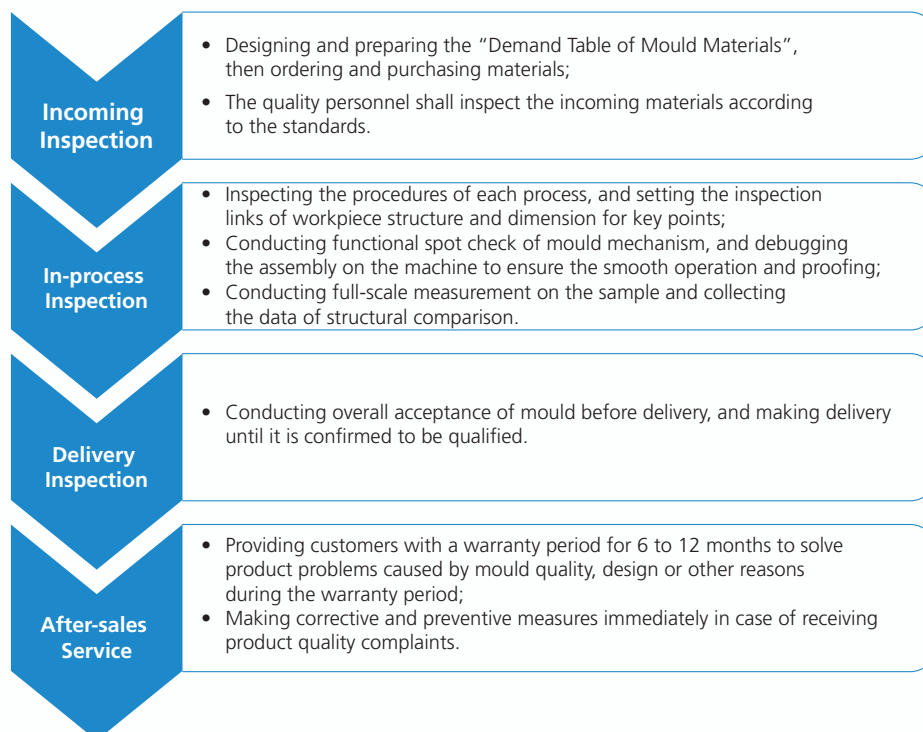 Incoming
Inspection
• Designing and preparing the “Demand Table of Mould Materials”,
then ordering and purchasing materials;
• The quality personnel shall inspect the incoming materials according
to the standards.
In-process
Inspection
• Inspecting the procedures of each process, and setting the inspection
links of workpiece structure and dimension for key points;
• Conducting functional spot check of mould mechanism, and debugging
the assembly on the machine to ensure the smooth operation and proofing;
• Conducting full-scale measurement on the sample and collecting
the data of structural comparison.
Delivery
Inspection
• Conducting overall acceptance of mould before delivery, and making delivery
until it is confirmed to be qualified.
After-sales
Service
• Providing customers with a warranty period for 6 to 12 months to solve
product problems caused by mould quality, design or other reasons
during the warranty period;
• Making corrective and preventive measures immediately in case of receiving
product quality complaints.